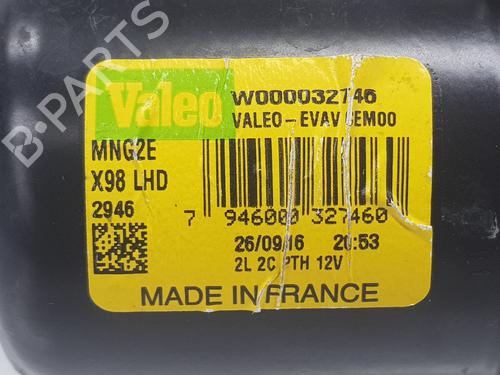 Valeo
W000032746
VALEO-EVAV SEM00
MNG2E
X98 LHD
2946
7 946000 327460
26/09/16 20:53
2L 2C PTH 12V
MADE IN FRANCE
B-PARTS